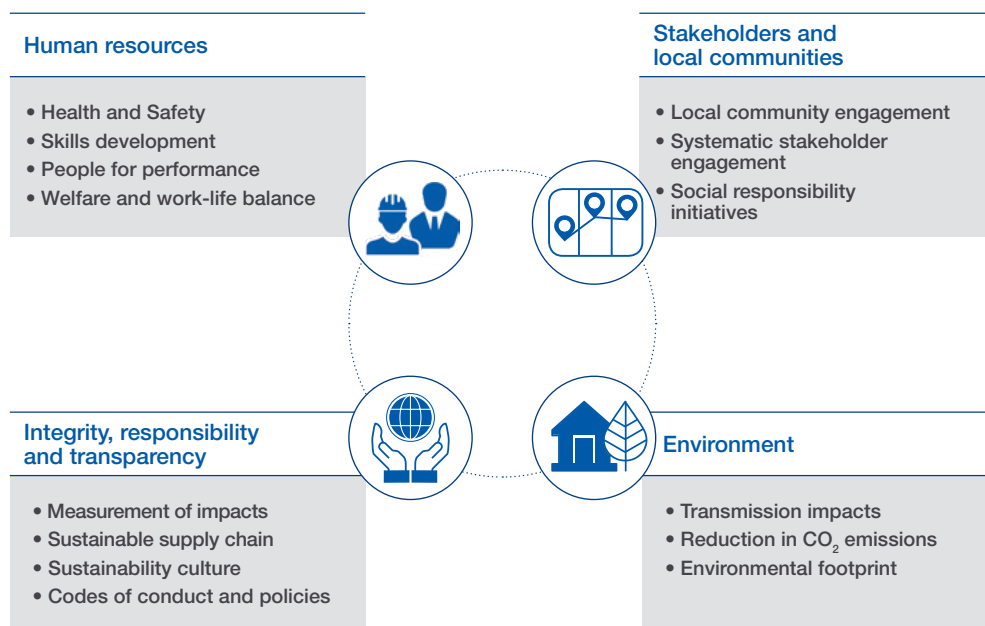 Human resources
• Health and Safety
• Skills development
• People for performance
• Welfare and work-life balance
Stakeholders and
local communities
• Local community engagement
• Systematic stakeholder
engagement
• Social responsibility
initiatives
Integrity, responsibility
and transparency
• Measurement of impacts
• Sustainable supply chain
• Sustainability culture
• Codes of conduct and policies
Environment
• Transmission impacts
• Reduction in CO₂ emissions
• Environmental footprint